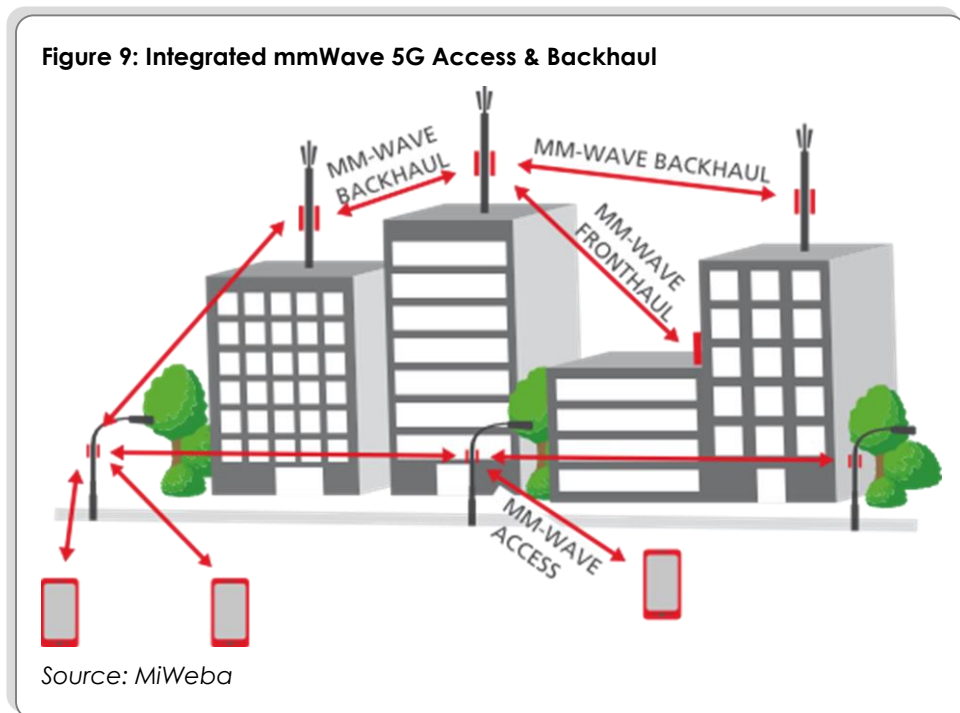 Figure 9: Integrated mmWave 5G Access & Backhaul
MM-WAVE
BACKHAUL
MM-WAVE BACKHAUL
MM-WAVE
FRONTHAUL
MM-WAVE
ACCESS
Source: MiWeba